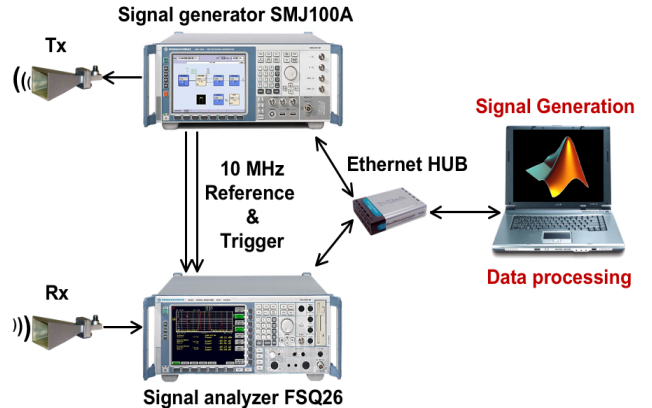 Signal generator SMJ100A
Tx
Signal Generation
Ethernet HUB
10 MHz
Reference
&
Trigger
Data processing
Rx
Signal analyzer FSQ26